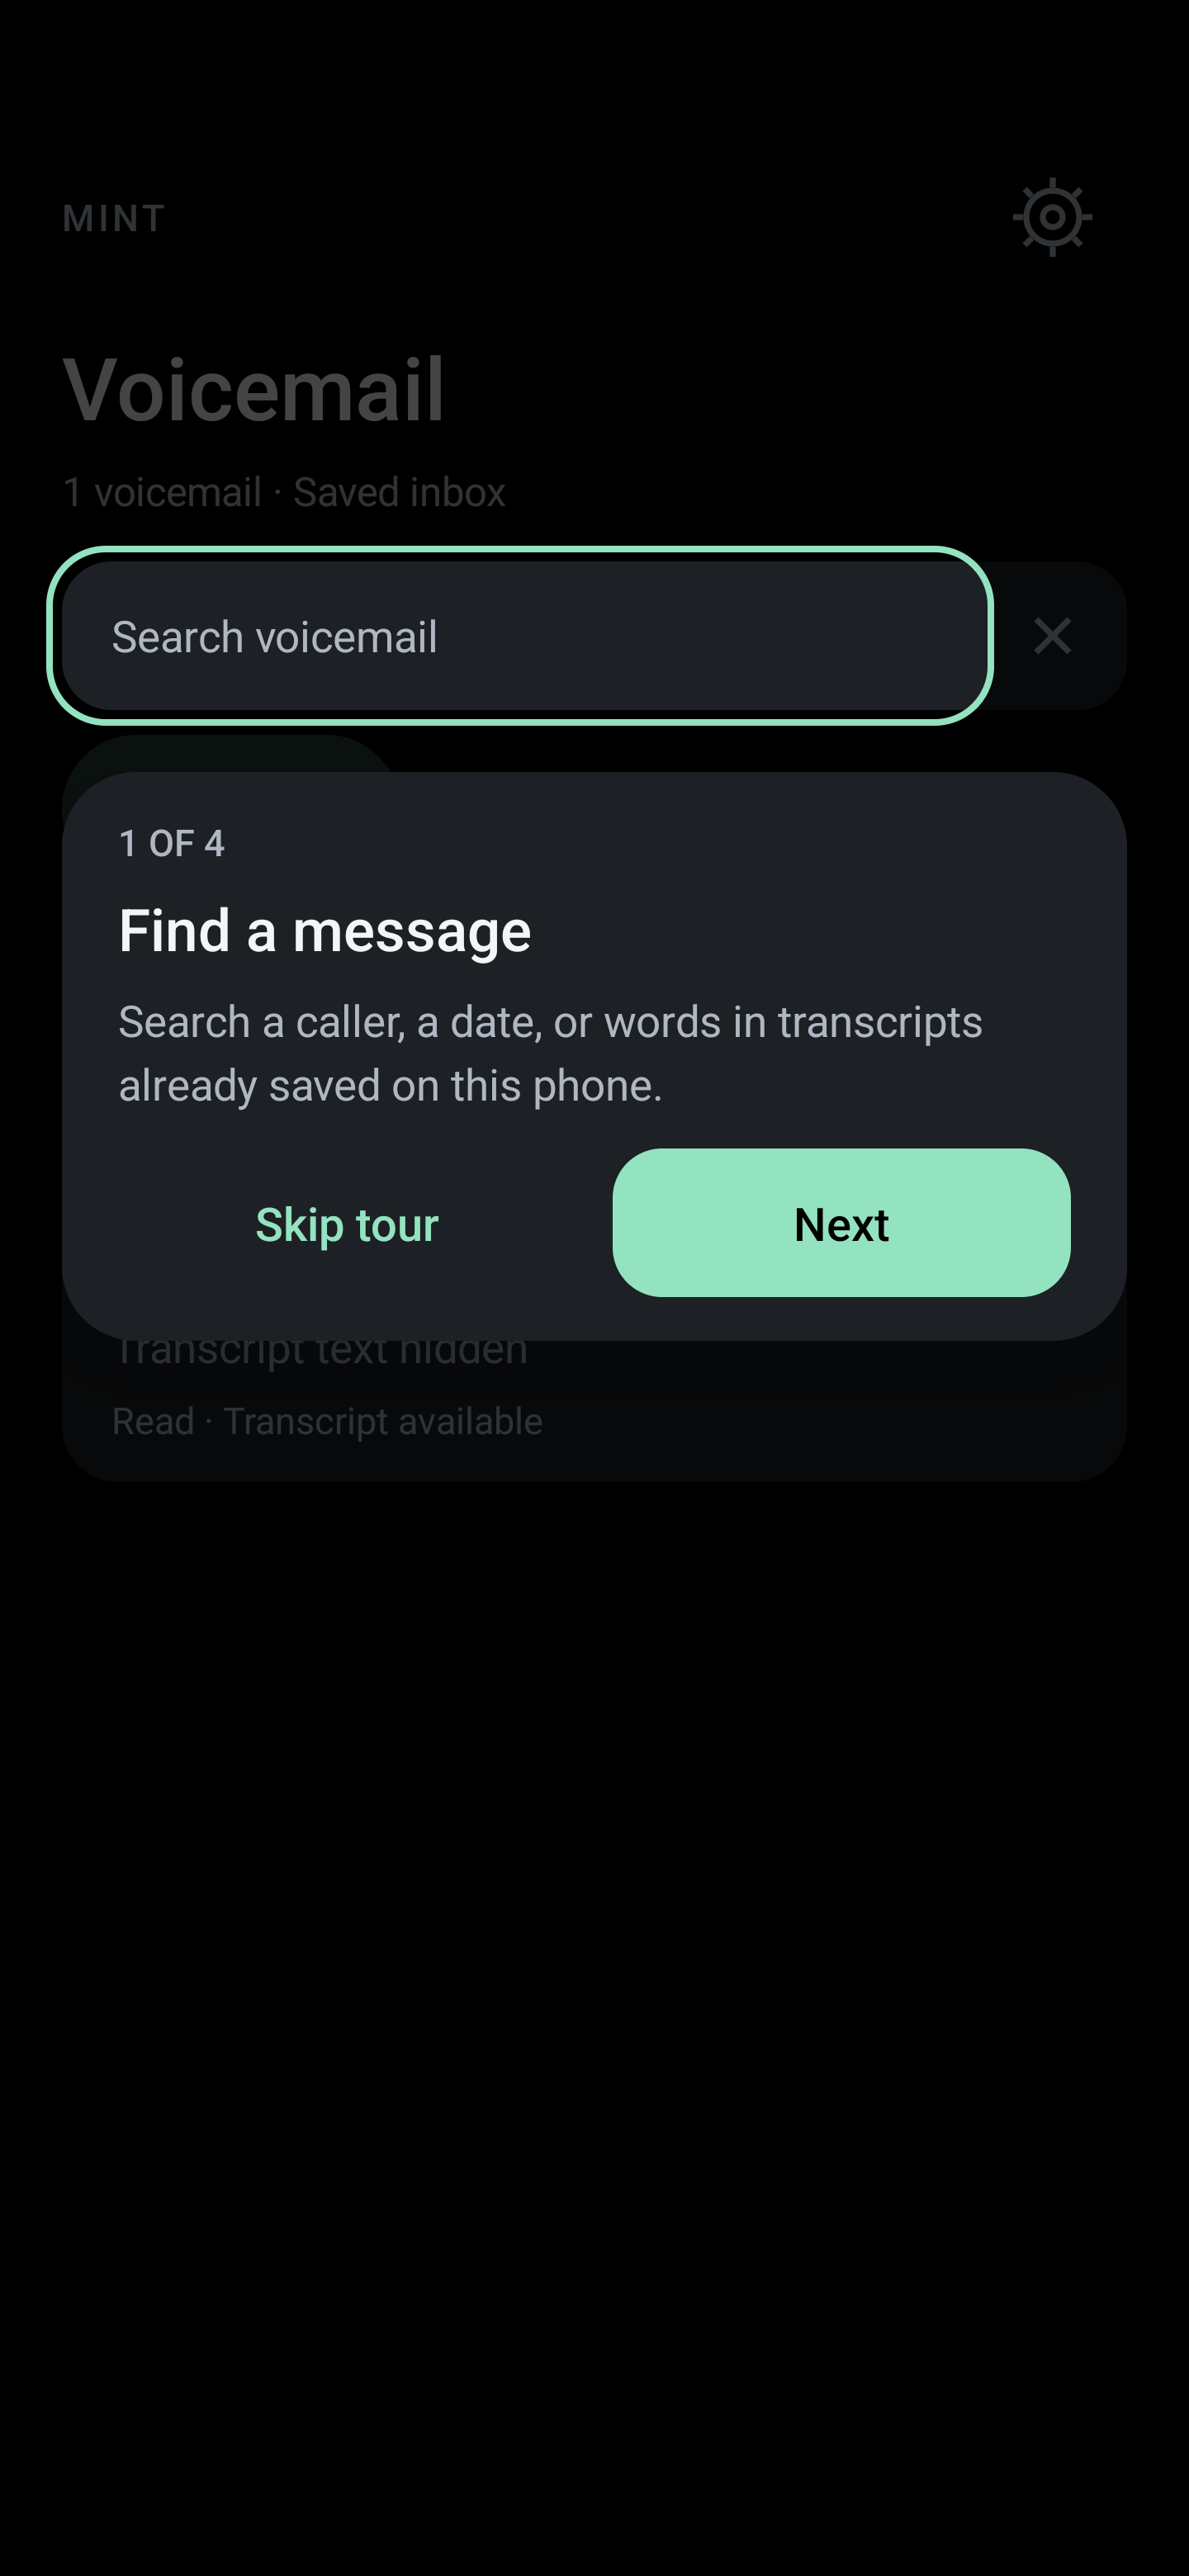 MINT
Voicemail
1 voicemail · Saved inbox
Search voicemail
1 OF 4
Find a message
Search a caller, a date, or words in transcripts
already saved on this phone.
Skip tour
Next
Transcript text hidden
Read · Transcript available